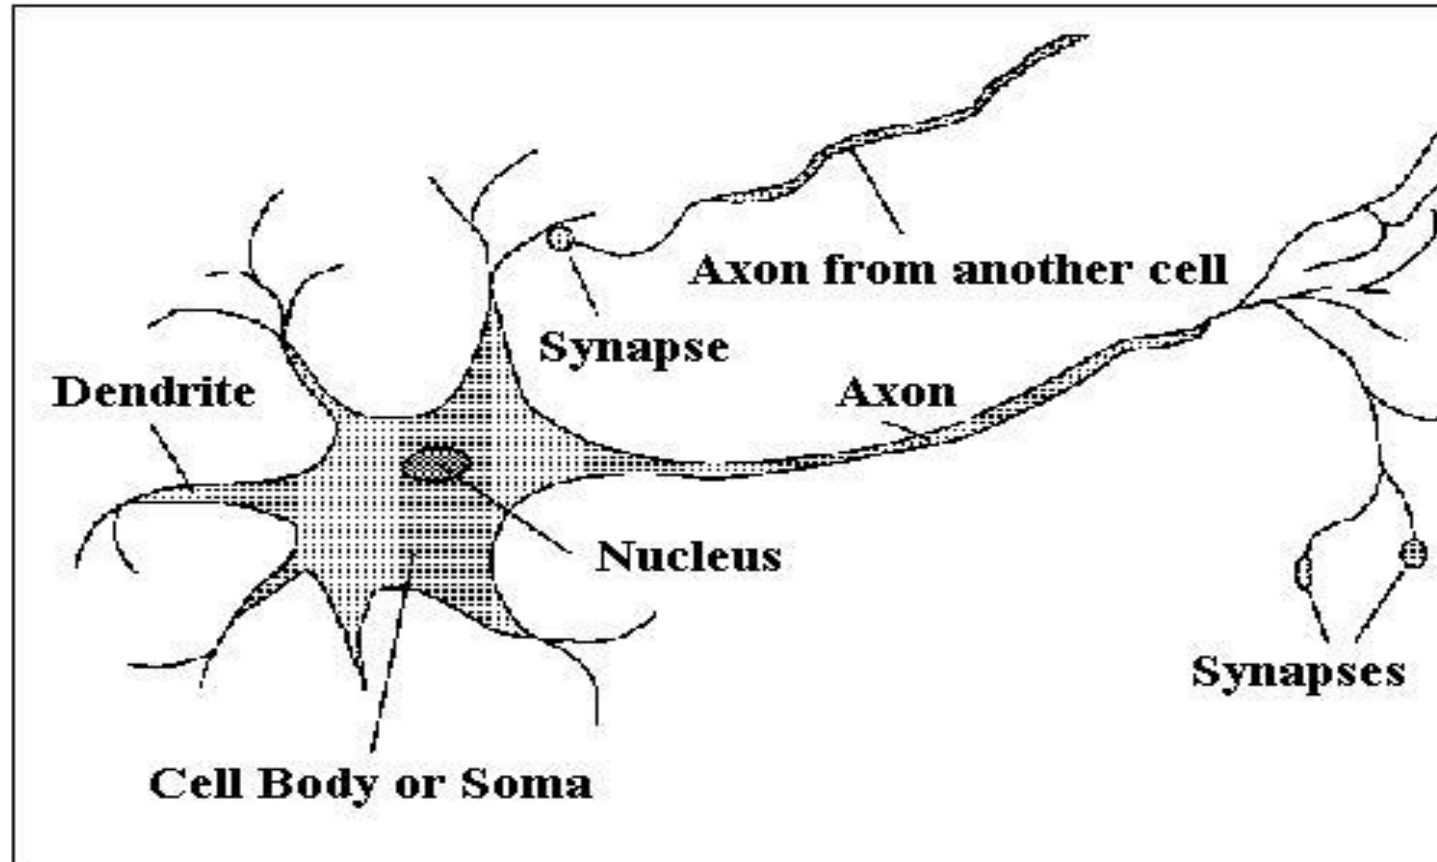 Axon from another cell
Synapse
Dendrite
Axon
Nucleus
Synapses
Cell Body or Soma